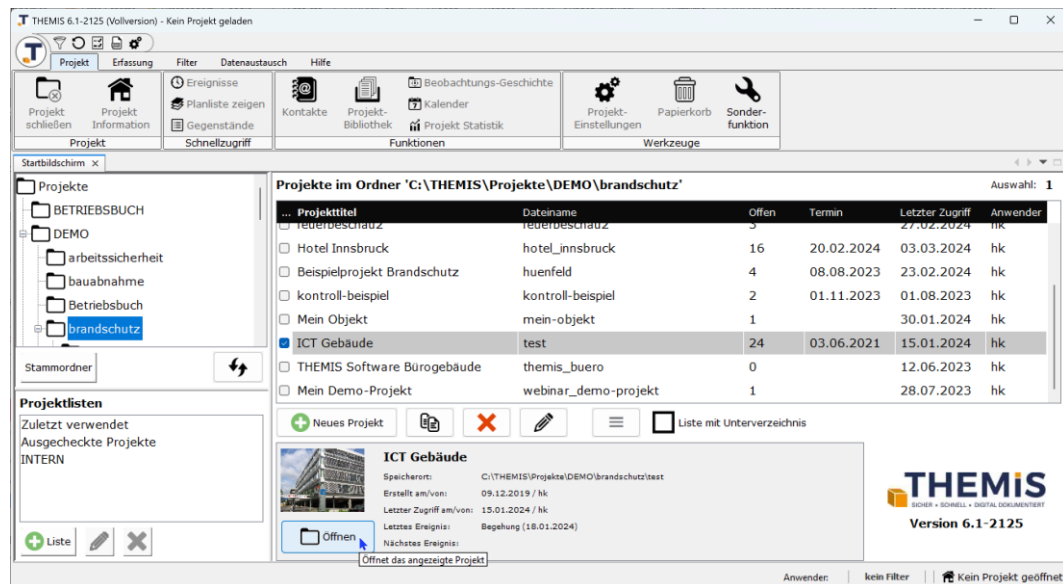 THEMIS 6.1-2125 (Vollversion) - Kein Projekt geladen
Projekt Erfassung Filter Datenaustausch Hilfe
Projekt schließen
Projekt Information
Projekt
Ereignisse
Planliste zeigen
Gegenstände
Schnellzugriff
Kontakte
Projekt-Bibliothek
Beobachtungs-Geschichte
Kalender
Projekt Statistik
Funktionen
Projekt-Einstellungen
Papierkorb
Sonder-funktion
Werkzeuge
Startbildschirm
Projekte
BETRIEBSBUCH
DEMO
arbeitssicherheit
bauabnahme
Betriebsbuch
brandschutz
Stammordner
Projektlisten
Zuletzt verwendet
Ausgecheckte Projekte
INTERN
Liste
Projekte im Ordner 'C:\THEMIS\Projekte\DEMO\brandschutz' Auswahl: 1
... Projekttitel Dateiname Offen Termin Letzter Zugriff Anwender
feuerbeschau2 feuerbeschau2 3 27.02.2024 hk
Hotel Innsbruck hotel_innsbruck 16 20.02.2024 03.03.2024 hk
Beispielprojekt Brandschutz huenfeld 4 08.08.2023 23.02.2024 hk
kontroll-beispiel kontroll-beispiel 2 01.11.2023 01.08.2023 hk
Mein Objekt mein-objekt 1 30.01.2024 hk
ICT Gebäude test 24 03.06.2021 15.01.2024 hk
THEMIS Software Bürogebäude themis_buero 0 12.06.2023 hk
Mein Demo-Projekt webinar_demo-projekt 1 28.07.2023 hk
Neues Projekt Liste mit Unterverzeichnis
ICT Gebäude
Speicherort: C:\THEMIS\Projekte\DEMO\brandschutz\test
Erstellt am/von: 09.12.2019 / hk
Letzter Zugriff am/von: 15.01.2024 / hk
Letztes Ereignis: Begehung (18.01.2024)
Nächstes Ereignis:
Öffnen
Öffnet das angezeigte Projekt
THEMiS
SICHER + SCHNELL + DIGITAL DOKUMENTIERT
Version 6.1-2125
Anwender: kein Filter Kein Projekt geöffnet